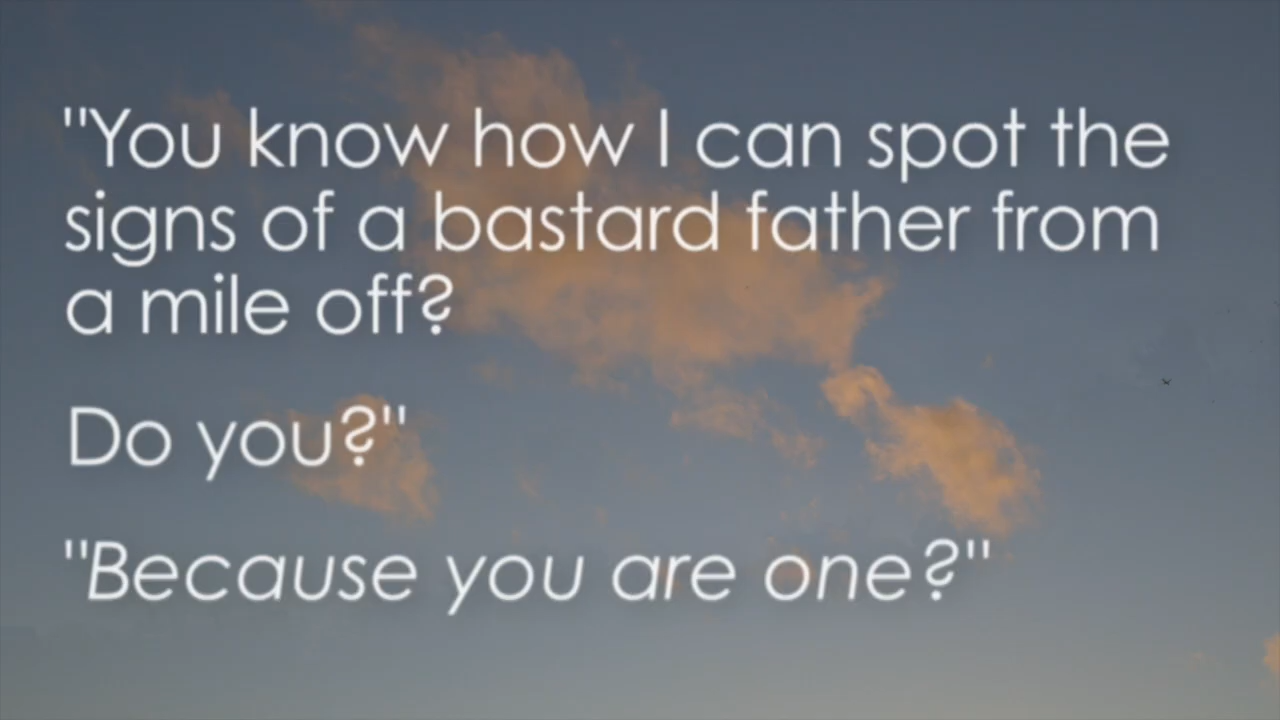 "You know how I can spot the
signs of a bastard father from
a mile off?
Do you?"
"Because you are one?"